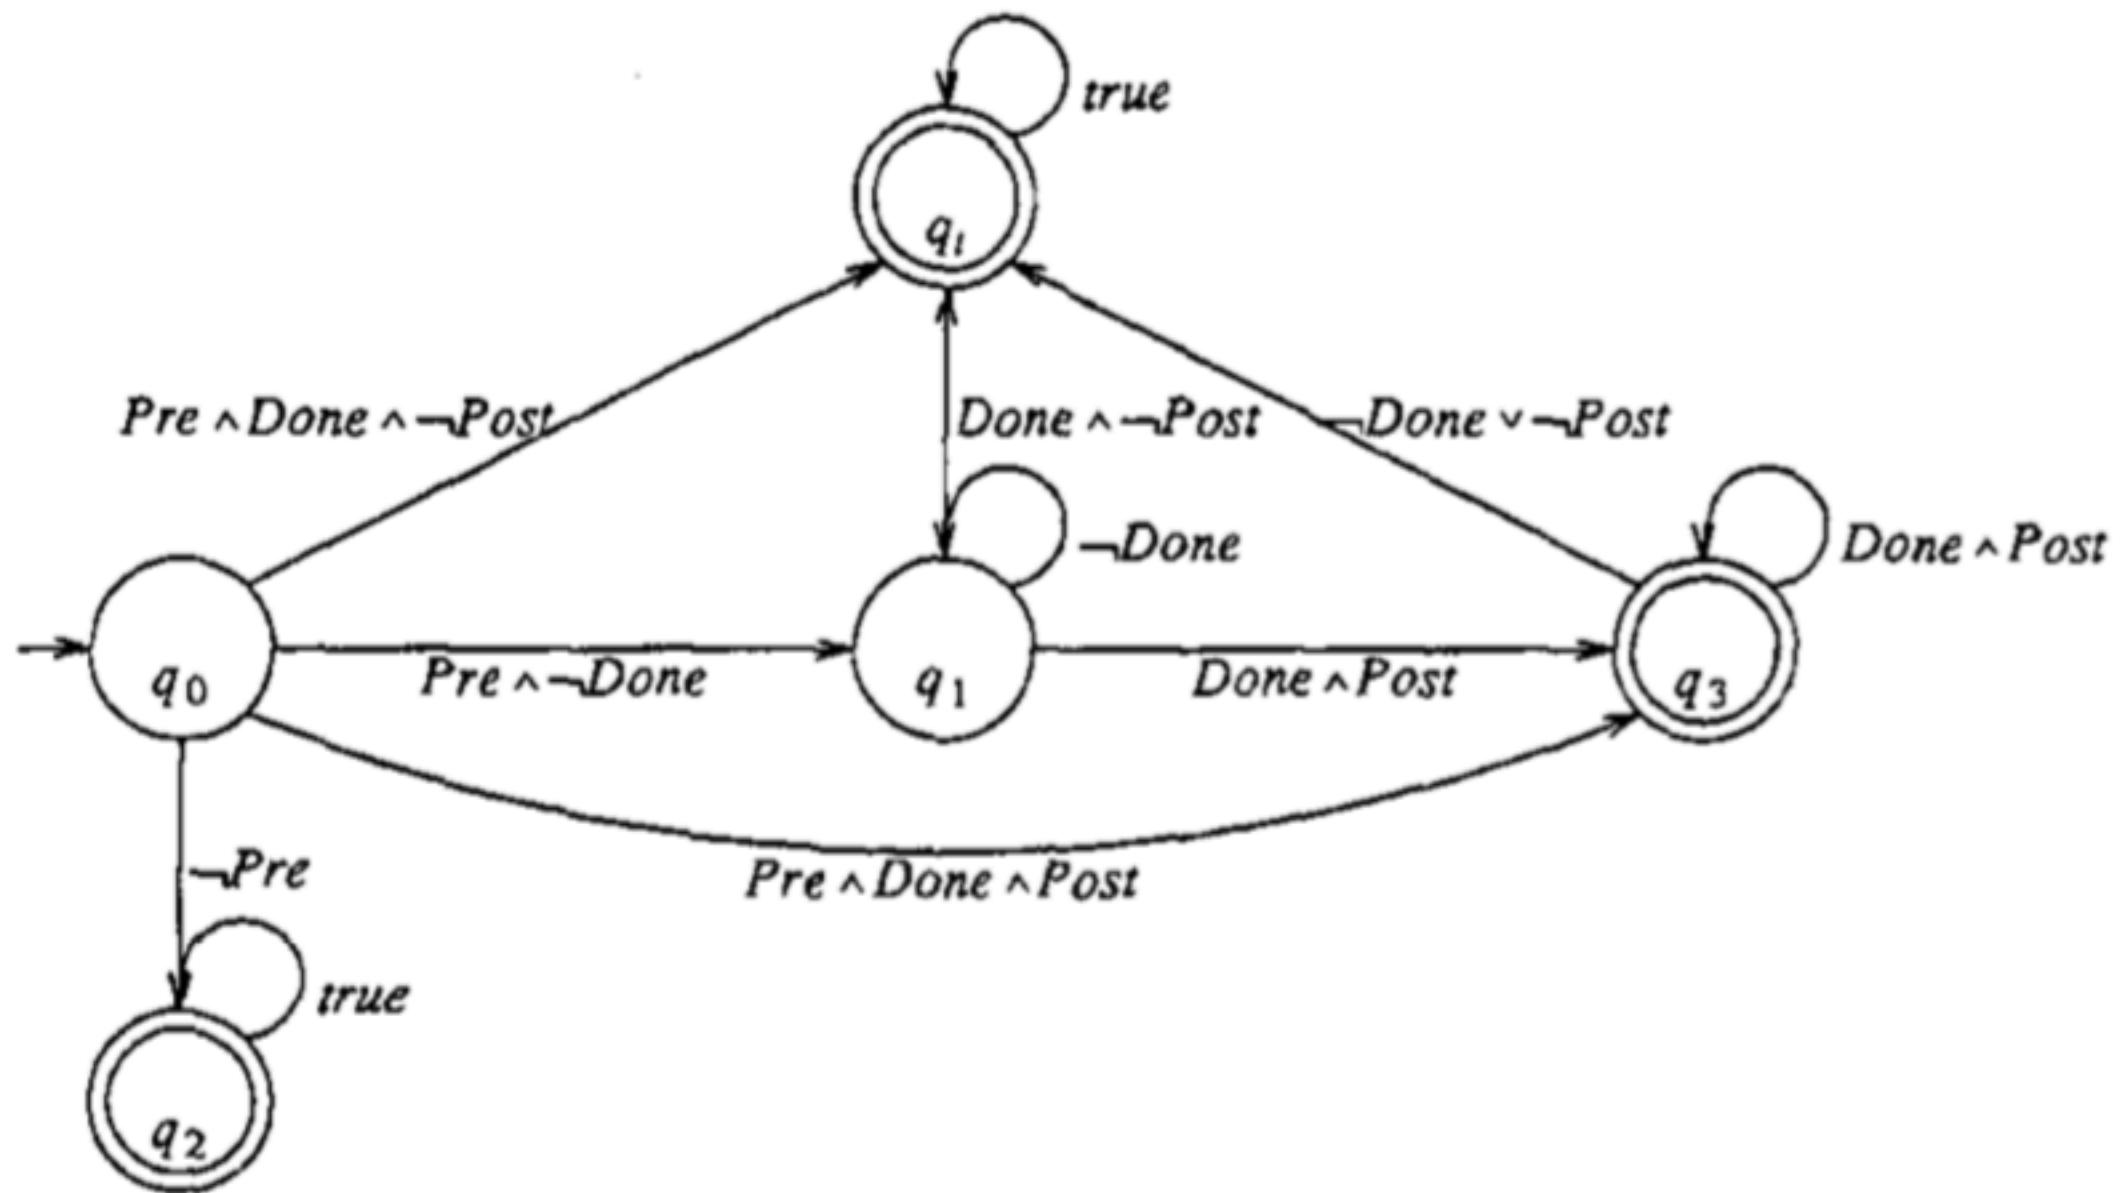 true
qₜ
Pre ∧ Done ∧ ¬Post
Done ∧ ¬Post
¬Done ∨ ¬Post
¬Done
Done ∧ Post
q₀
Pre ∧ ¬Done
q₁
Done ∧ Post
q₃
¬Pre
Pre ∧ Done ∧ Post
true
q₂